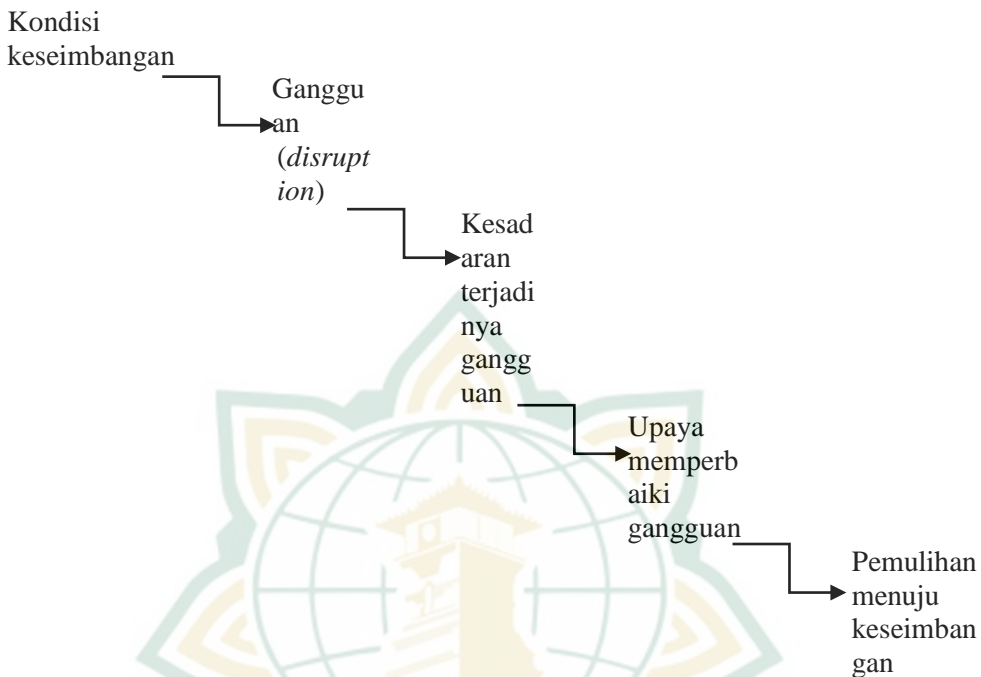 Kondisi
keseimbangan
Ganggu
an
(disrupt
ion)
Kesad
aran
terjadi
nya
gangg
uan
Upaya
memperb
aiki
gangguan
Pemulihan
menuju
keseimban
gan